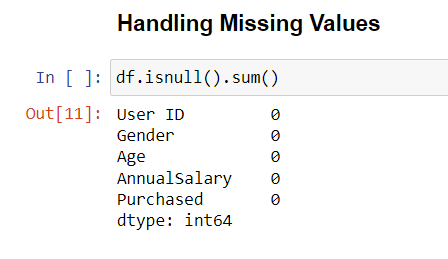 Handling Missing Values
In [ ]: df.isnull().sum()
Out[11]: User ID 0
Gender 0
Age 0
AnnualSalary 0
Purchased 0
dtype: int64